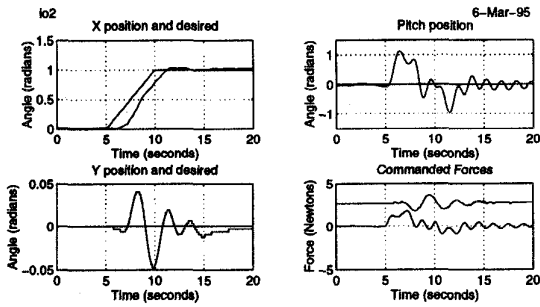 io2
6-Mar-95
X position and desired
Angle (radians)
1.5
1
0.5
0
0 5 10 15 20
Time (seconds)
Pitch position
Angle (radians)
1
0
-1
0 5 10 15 20
Time (seconds)
Y position and desired
Angle (radians)
0.05
0
-0.05
0 5 10 15 20
Time (seconds)
Commanded Forces
Force (Newtons)
5
0
-5
0 5 10 15 20
Time (seconds)